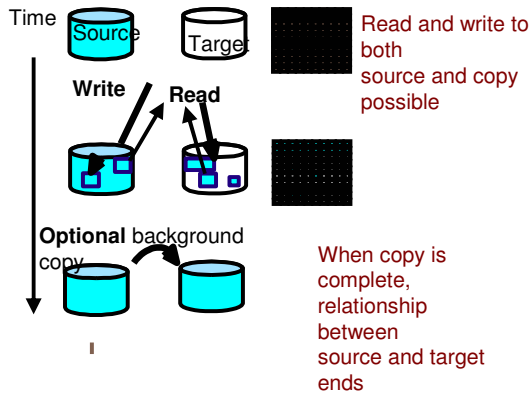 Time
Source
Target
Read and write to
both
source and copy
possible
Write
Read
Optional background
copy
When copy is
complete,
relationship
between
source and target
ends